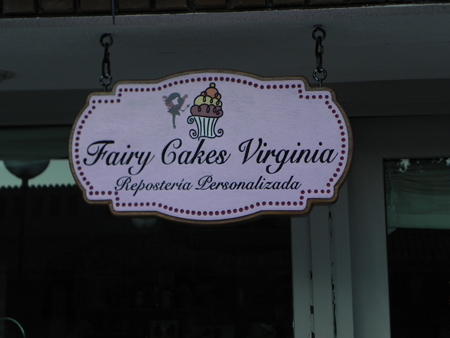 Fairy Cakes Virginia
Repostería Personalizada